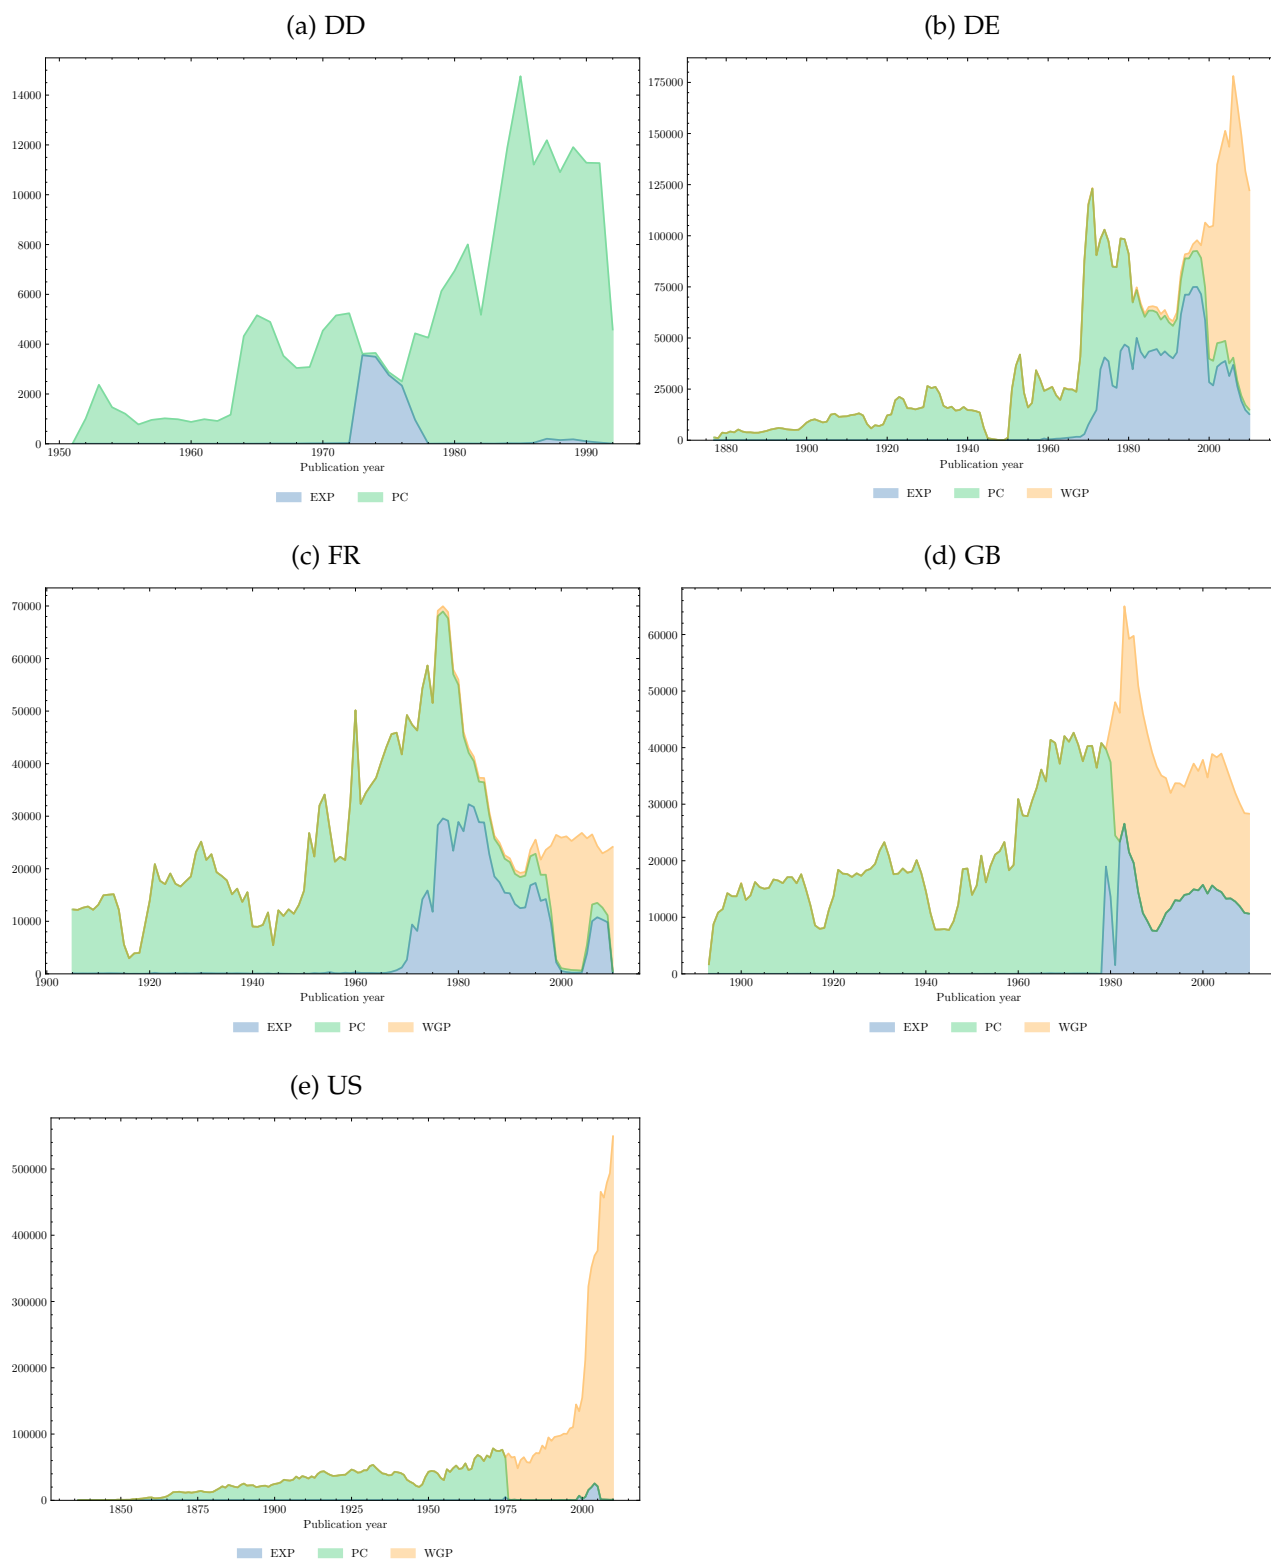 (a) DD
14000
12000
10000
8000
6000
4000
2000
0
1950 1960 1970 1980 1990
Publication year
EXP PC
(b) DE
175000
150000
125000
100000
75000
50000
25000
0
1880 1900 1920 1940 1960 1980 2000
Publication year
EXP PC WGP
(c) FR
70000
60000
50000
40000
30000
20000
10000
0
1900 1920 1940 1960 1980 2000
Publication year
EXP PC WGP
(d) GB
60000
50000
40000
30000
20000
10000
0
1900 1920 1940 1960 1980 2000
Publication year
EXP PC WGP
(e) US
500000
400000
300000
200000
100000
0
1850 1875 1900 1925 1950 1975 2000
Publication year
EXP PC WGP